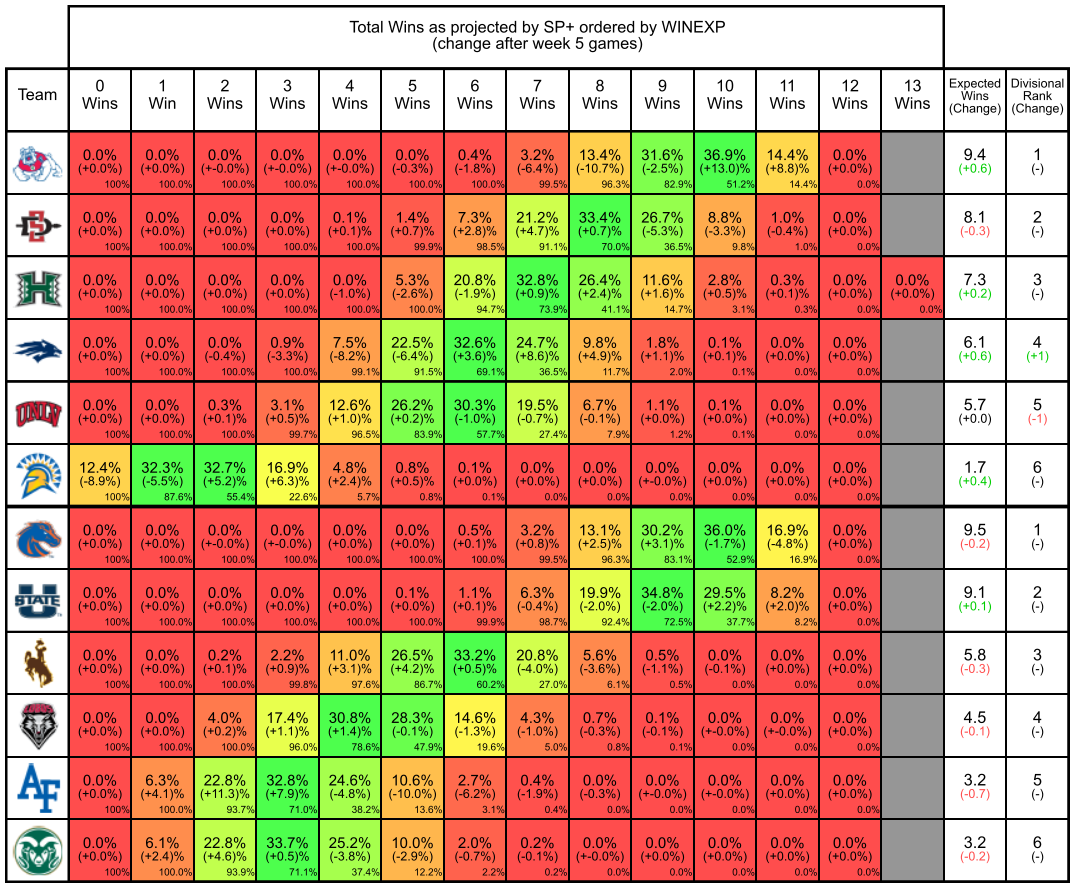 Total Wins as projected by SP+ ordered by WINEXP
(change after week 5 games)
Team 0 Wins 1 Win 2 Wins 3 Wins 4 Wins 5 Wins 6 Wins 7 Wins 8 Wins 9 Wins 10 Wins 11 Wins 12 Wins 13 Wins Expected Wins (Change) Divisional Rank (Change)
0.0% 0.0% 0.0% 0.0% 0.0% 0.0% 0.4% 3.2% 13.4% 31.6% 36.9% 14.4% 0.0% 9.4 1
(+0.0%) (+0.0%) (+-0.0%) (+-0.0%) (+-0.0%) (-0.3%) (-1.8%) (-6.4%) (-10.7%) (-2.5%) (+13.0%) (+8.8)% (+0.0%) (+0.6) (-)
100% 100.0% 100.0% 100.0% 100.0% 100.0% 100.0% 99.5% 96.3% 82.9% 51.2% 14.4% 0.0%
SD
0.0% 0.0% 0.0% 0.0% 0.1% 1.4% 7.3% 21.2% 33.4% 26.7% 8.8% 1.0% 0.0% 8.1 2
(+0.0%) (+0.0%) (+0.0%) (+0.0%) (+0.1)% (+0.7)% (+2.8)% (+4.7)% (+0.7)% (-5.3)% (-3.3)% (-0.4)% (+0.0%) (-0.3) (-)
100% 100.0% 100.0% 100.0% 100.0% 99.9% 98.5% 91.1% 70.0% 36.5% 9.8% 1.0% 0.0%
H
0.0% 0.0% 0.0% 0.0% 0.0% 5.3% 20.8% 32.8% 26.4% 11.6% 2.8% 0.3% 0.0% 0.0% 7.3 3
(+0.0%) (+0.0%) (+0.0%) (+0.0%) (-1.0%) (-2.6%) (-1.9%) (+0.9)% (+2.4)% (+1.6)% (+0.5)% (+0.1)% (+0.0%) (+0.0%) (+0.2) (-)
100% 100.0% 100.0% 100.0% 100.0% 100.0% 94.7% 73.9% 41.1% 14.7% 3.1% 0.3% 0.0% 0.0%
0.0% 0.0% 0.0% 0.9% 7.5% 22.5% 32.6% 24.7% 9.8% 1.8% 0.1% 0.0% 0.0% 6.1 4
(+0.0%) (+0.0%) (-0.4%) (-3.3%) (-8.2%) (-6.4%) (+3.6)% (+8.6)% (+4.9)% (+1.1)% (+0.1)% (+0.0%) (+0.0%) (+0.6) (+1)
100% 100.0% 100.0% 100.0% 99.1% 91.5% 69.1% 36.5% 11.7% 2.0% 0.1% 0.0% 0.0%
UNLV
0.0% 0.0% 0.3% 3.1% 12.6% 26.2% 30.3% 19.5% 6.7% 1.1% 0.1% 0.0% 0.0% 5.7 5
(+0.0%) (+0.0%) (+0.1)% (+0.5)% (+1.0)% (+0.2)% (-1.0)% (-0.7)% (-0.1)% (+0.0)% (+0.0)% (+0.0%) (+0.0%) (+0.0) (-1)
100% 100.0% 100.0% 99.7% 96.5% 83.9% 57.7% 27.4% 7.9% 1.2% 0.1% 0.0% 0.0%
12.4% 32.3% 32.7% 16.9% 4.8% 0.8% 0.1% 0.0% 0.0% 0.0% 0.0% 0.0% 0.0% 1.7 6
(-8.9%) (-5.5%) (+5.2)% (+6.3)% (+2.4)% (+0.5)% (+0.0)% (+0.0%) (+0.0%) (+-0.0%) (+0.0%) (+0.0%) (+0.0%) (+0.4) (-)
100% 87.6% 55.4% 22.6% 5.7% 0.8% 0.1% 0.0% 0.0% 0.0% 0.0% 0.0% 0.0%
0.0% 0.0% 0.0% 0.0% 0.0% 0.0% 0.5% 3.2% 13.1% 30.2% 36.0% 16.9% 0.0% 9.5 1
(+0.0%) (+0.0%) (+-0.0%) (+0.0%) (+0.0%) (+0.0%) (+0.1)% (+0.8)% (+2.5)% (+3.1)% (-1.7)% (-4.8)% (+0.0%) (-0.2) (-)
100% 100.0% 100.0% 100.0% 100.0% 100.0% 100.0% 99.5% 96.3% 83.1% 52.9% 16.9% 0.0%
U STATE
0.0% 0.0% 0.0% 0.0% 0.0% 0.1% 1.1% 6.3% 19.9% 34.8% 29.5% 8.2% 0.0% 9.1 2
(+0.0%) (+0.0%) (+0.0%) (+0.0%) (+0.0%) (+0.0)% (+0.1)% (-0.4)% (-2.0)% (-2.0)% (+2.2)% (+2.0)% (+0.0%) (+0.1) (-)
100% 100.0% 100.0% 100.0% 100.0% 100.0% 99.9% 98.7% 92.4% 72.5% 37.7% 8.2% 0.0%
0.0% 0.0% 0.2% 2.2% 11.0% 26.5% 33.2% 20.8% 5.6% 0.5% 0.0% 0.0% 0.0% 5.8 3
(+0.0%) (+0.0%) (+0.1)% (+0.9)% (+3.1)% (+4.2)% (+0.5)% (-4.0)% (-3.6)% (-1.1)% (-0.1%) (+0.0%) (+0.0%) (-0.3) (-)
100% 100.0% 100.0% 99.8% 97.6% 86.7% 60.2% 27.0% 6.1% 0.5% 0.0% 0.0% 0.0%
0.0% 0.0% 4.0% 17.4% 30.8% 28.3% 14.6% 4.3% 0.7% 0.1% 0.0% 0.0% 0.0% 4.5 4
(+0.0%) (+0.0%) (+0.2)% (+1.1)% (+1.4)% (-0.1)% (-1.3)% (-1.0)% (-0.3)% (-0.1)% (+-0.0%) (+-0.0%) (+0.0%) (-0.1) (-)
100% 100.0% 100.0% 96.0% 78.6% 47.9% 19.6% 5.0% 0.8% 0.1% 0.0% 0.0% 0.0%
AF
0.0% 6.3% 22.8% 32.8% 24.6% 10.6% 2.7% 0.4% 0.0% 0.0% 0.0% 0.0% 0.0% 3.2 5
(+0.0%) (+4.1)% (+11.3)% (+7.9)% (-4.8)% (-10.0)% (-6.2)% (-1.9)% (-0.3%) (+-0.0%) (+-0.0%) (+0.0%) (+0.0%) (-0.7) (-)
100% 100.0% 93.7% 71.0% 38.2% 13.6% 3.1% 0.4% 0.0% 0.0% 0.0% 0.0% 0.0%
0.0% 6.1% 22.8% 33.7% 25.2% 10.0% 2.0% 0.2% 0.0% 0.0% 0.0% 0.0% 0.0% 3.2 6
(+0.0%) (+2.4)% (+4.6)% (+0.5)% (-3.8)% (-2.9)% (-0.7)% (-0.1)% (+-0.0%) (+0.0%) (+0.0%) (+0.0%) (+0.0%) (-0.2) (-)
100% 100.0% 93.9% 71.1% 37.4% 12.2% 2.2% 0.2% 0.0% 0.0% 0.0% 0.0% 0.0%